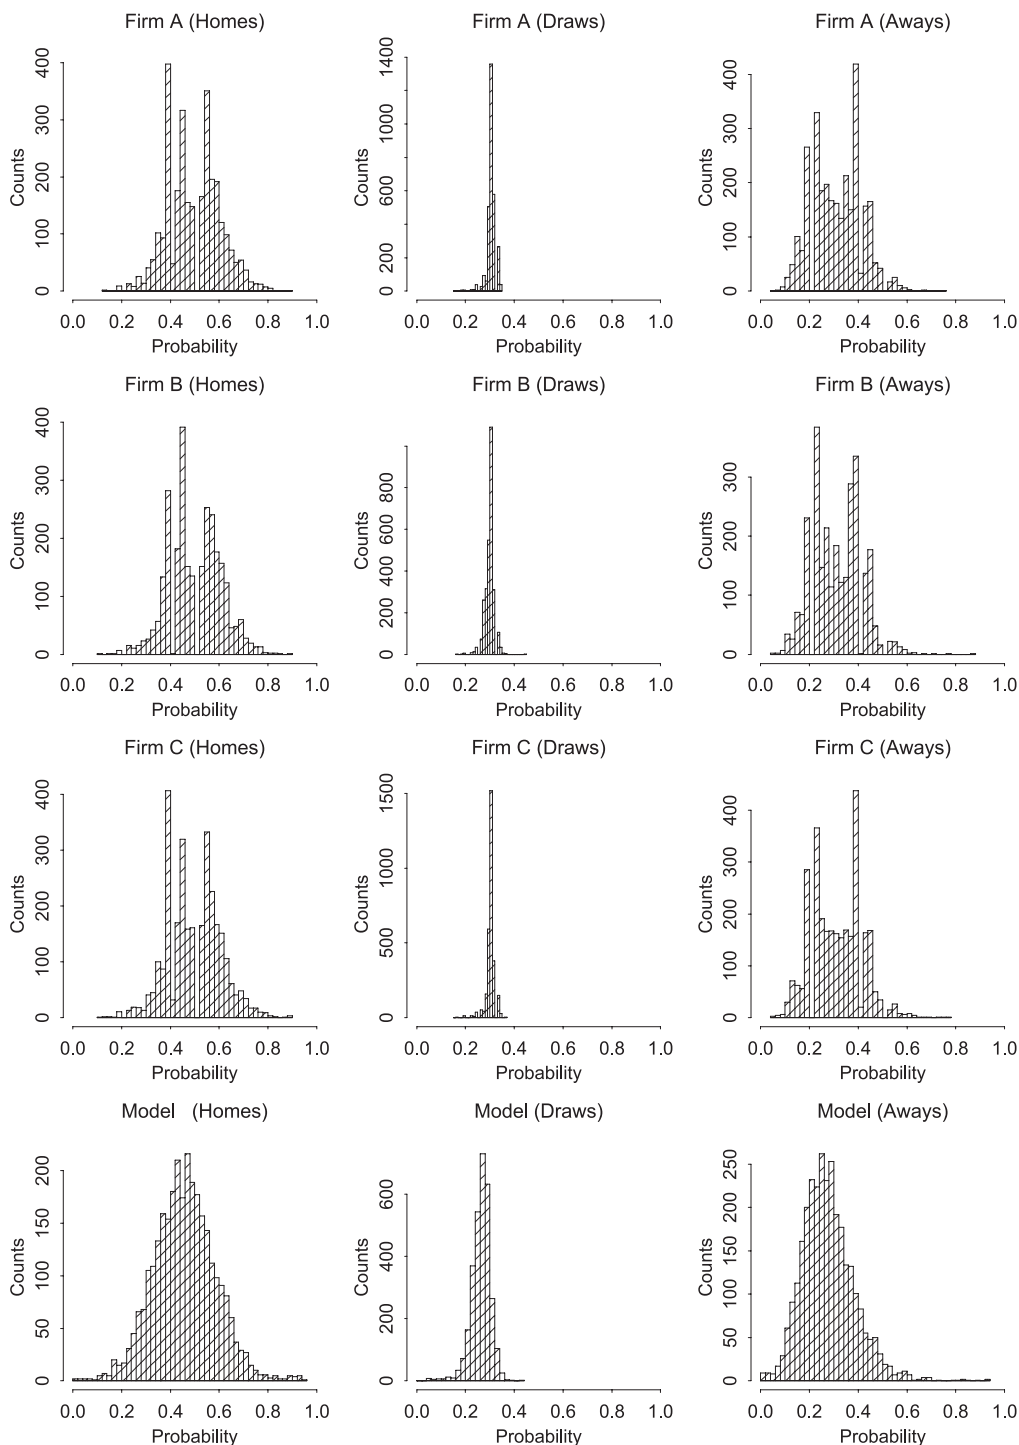 Firm A (Homes)
Counts
0 100 200 300 400
0.0 0.2 0.4 0.6 0.8 1.0
Probability
Firm A (Draws)
Counts
0 200 600 1000 1400
0.0 0.2 0.4 0.6 0.8 1.0
Probability
Firm A (Aways)
Counts
0 100 200 300 400
0.0 0.2 0.4 0.6 0.8 1.0
Probability
Firm B (Homes)
Counts
0 100 200 300 400
0.0 0.2 0.4 0.6 0.8 1.0
Probability
Firm B (Draws)
Counts
0 200 400 600 800
0.0 0.2 0.4 0.6 0.8 1.0
Probability
Firm B (Aways)
Counts
0 100 200 300
0.0 0.2 0.4 0.6 0.8 1.0
Probability
Firm C (Homes)
Counts
0 100 200 300 400
0.0 0.2 0.4 0.6 0.8 1.0
Probability
Firm C (Draws)
Counts
0 500 1000 1500
0.0 0.2 0.4 0.6 0.8 1.0
Probability
Firm C (Aways)
Counts
0 100 200 300 400
0.0 0.2 0.4 0.6 0.8 1.0
Probability
Model (Homes)
Counts
0 50 100 150 200
0.0 0.2 0.4 0.6 0.8 1.0
Probability
Model (Draws)
Counts
0 200 400 600
0.0 0.2 0.4 0.6 0.8 1.0
Probability
Model (Aways)
Counts
0 50 100 150 200 250
0.0 0.2 0.4 0.6 0.8 1.0
Probability